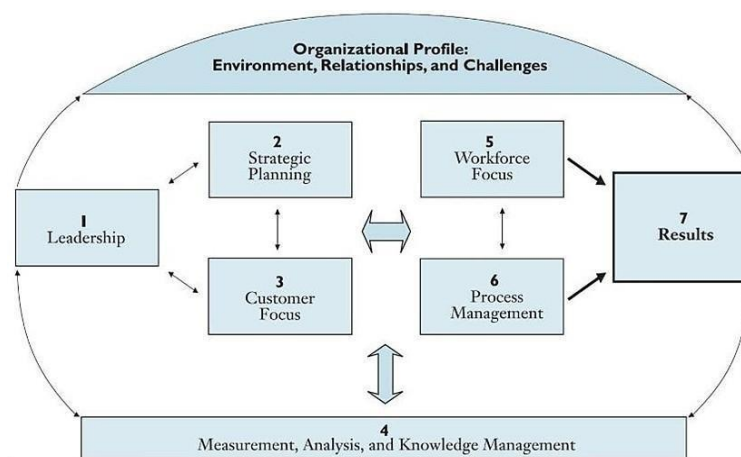 Organizational Profile:
Environment, Relationships, and Challenges
2
Strategic
Planning
5
Workforce
Focus
1
Leadership
7
Results
3
Customer
Focus
6
Process
Management
4
Measurement, Analysis, and Knowledge Management